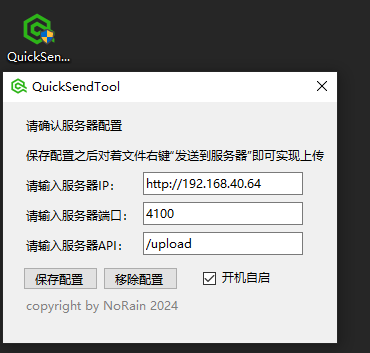 QuickSen...
QuickSendTool
请确认服务器配置
保存配置之后对着文件右键“发送到服务器”即可实现上传
请输入服务器IP： http://192.168.40.64
请输入服务器端口： 4100
请输入服务器API： /upload
保存配置 移除配置 开机自启
copyright by NoRain 2024